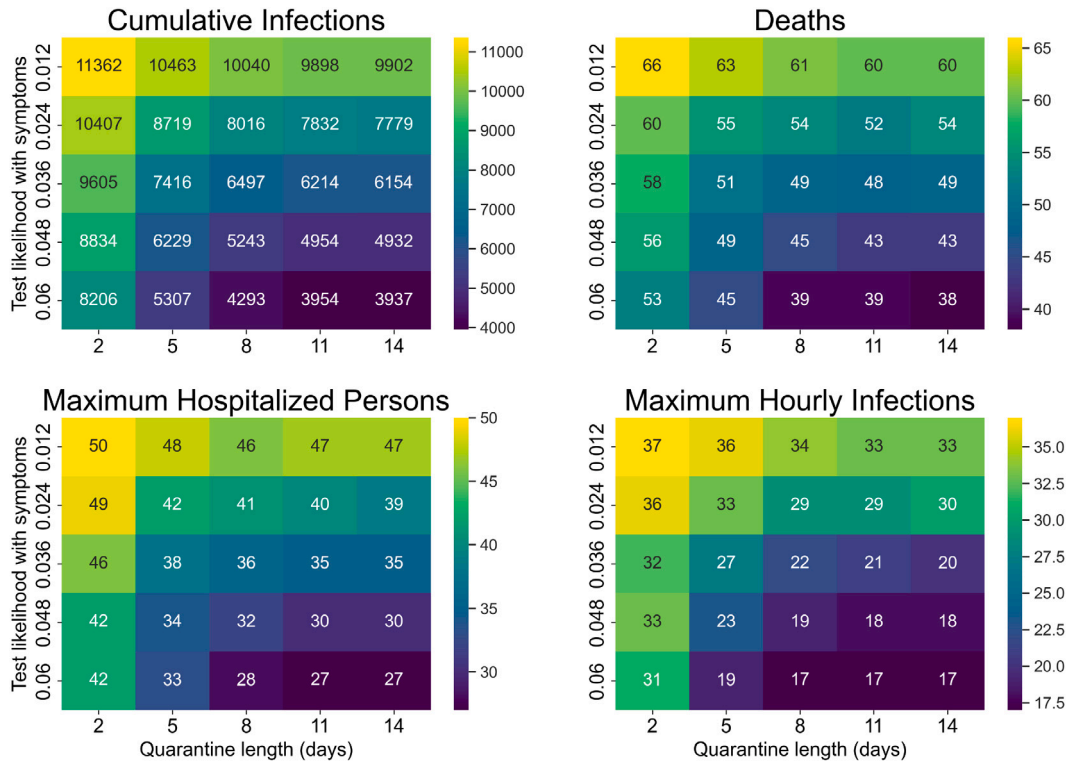 Cumulative Infections
Test likelihood with symptoms
0.012 11362 10463 10040 9898 9902
0.024 10407 8719 8016 7832 7779
0.036 9605 7416 6497 6214 6154
0.048 8834 6229 5243 4954 4932
0.06 8206 5307 4293 3954 3937
2 5 8 11 14
11000
10000
9000
8000
7000
6000
5000
4000
Deaths
0.012 66 63 61 60 60
0.024 60 55 54 52 54
0.036 58 51 49 48 49
0.048 56 49 45 43 43
0.06 53 45 39 39 38
2 5 8 11 14
65
60
55
50
45
40
Maximum Hospitalized Persons
Test likelihood with symptoms
0.012 50 48 46 47 47
0.024 49 42 41 40 39
0.036 46 38 36 35 35
0.048 42 34 32 30 30
0.06 42 33 28 27 27
2 5 8 11 14
Quarantine length (days)
50
45
40
35
30
Maximum Hourly Infections
0.012 37 36 34 33 33
0.024 36 33 29 29 30
0.036 32 27 22 21 20
0.048 33 23 19 18 18
0.06 31 19 17 17 17
2 5 8 11 14
Quarantine length (days)
35.0
32.5
30.0
27.5
25.0
22.5
20.0
17.5